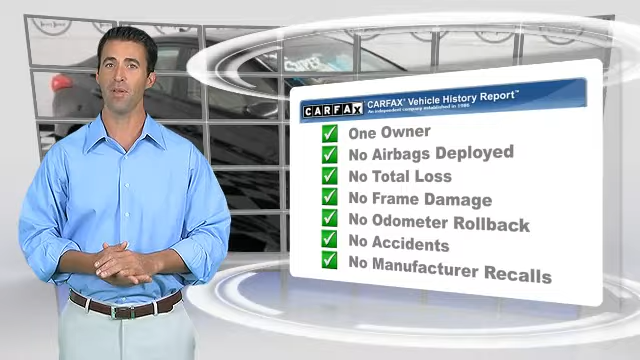 CARFAX CARFAX® Vehicle History Report™
An independent company established in 1986
One Owner
No Airbags Deployed
No Total Loss
No Frame Damage
No Odometer Rollback
No Accidents
No Manufacturer Recalls